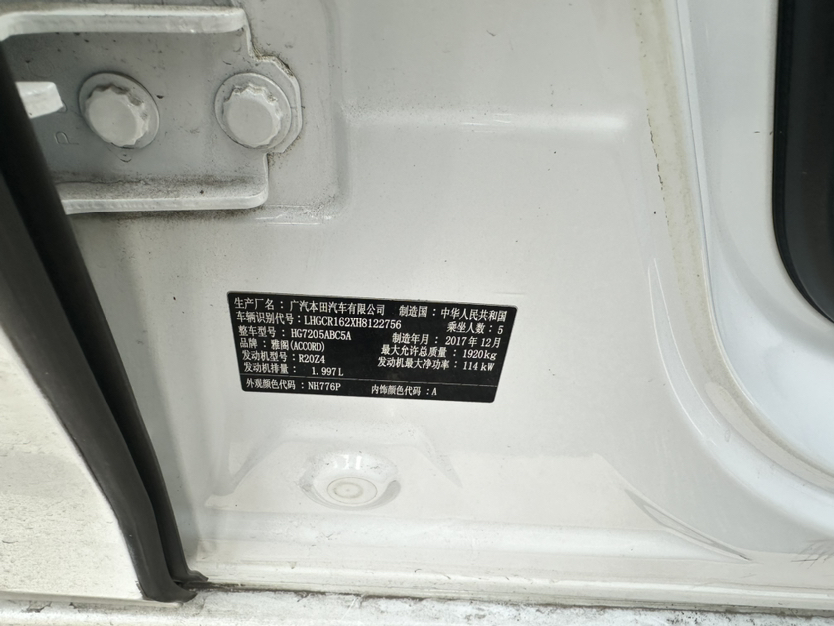 生产厂名：广汽本田汽车有限公司 制造国：中华人民共和国
车辆识别代号：LHGCR162XH8122756 乘坐人数：5
整车型号：HG7205ABC5A 制造年月：2017年12月
品牌：雅阁(ACCORD) 最大允许总质量：1920kg
发动机型号：R20Z4 发动机最大净功率：114kW
发动机排量：1.997L
外观颜色代码：NH776P 内饰颜色代码：A